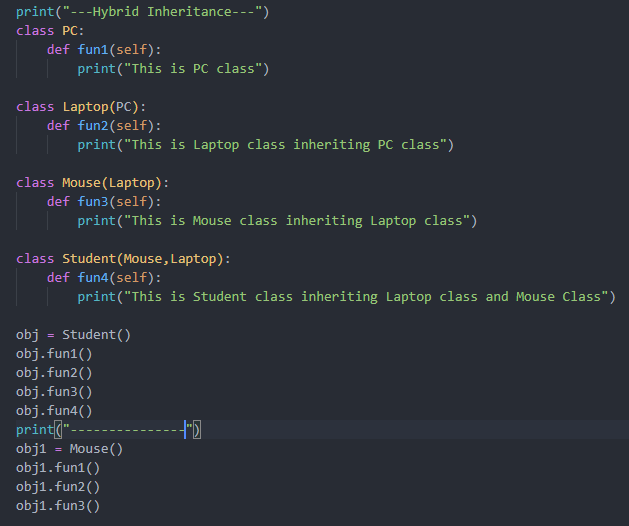 print("---Hybrid Inheritance---")
class PC:
    def fun1(self):
        print("This is PC class")

class Laptop(PC):
    def fun2(self):
        print("This is Laptop class inheriting PC class")

class Mouse(Laptop):
    def fun3(self):
        print("This is Mouse class inheriting Laptop class")

class Student(Mouse,Laptop):
    def fun4(self):
        print("This is Student class inheriting Laptop class and Mouse Class")

obj = Student()
obj.fun1()
obj.fun2()
obj.fun3()
obj.fun4()
print("---------------")
obj1 = Mouse()
obj1.fun1()
obj1.fun2()
obj1.fun3()